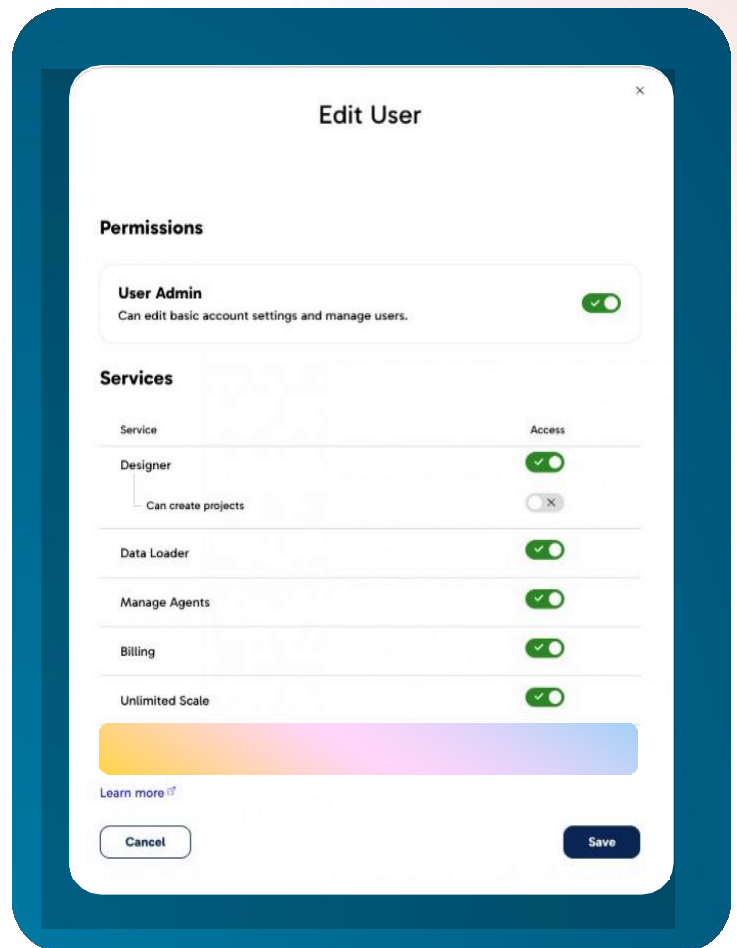 Edit User
Permissions
User Admin
Can edit basic account settings and manage users.
Services
Service Access
Designer
Can create projects
Data Loader
Manage Agents
Billing
Unlimited Scale
Learn more
Cancel Save